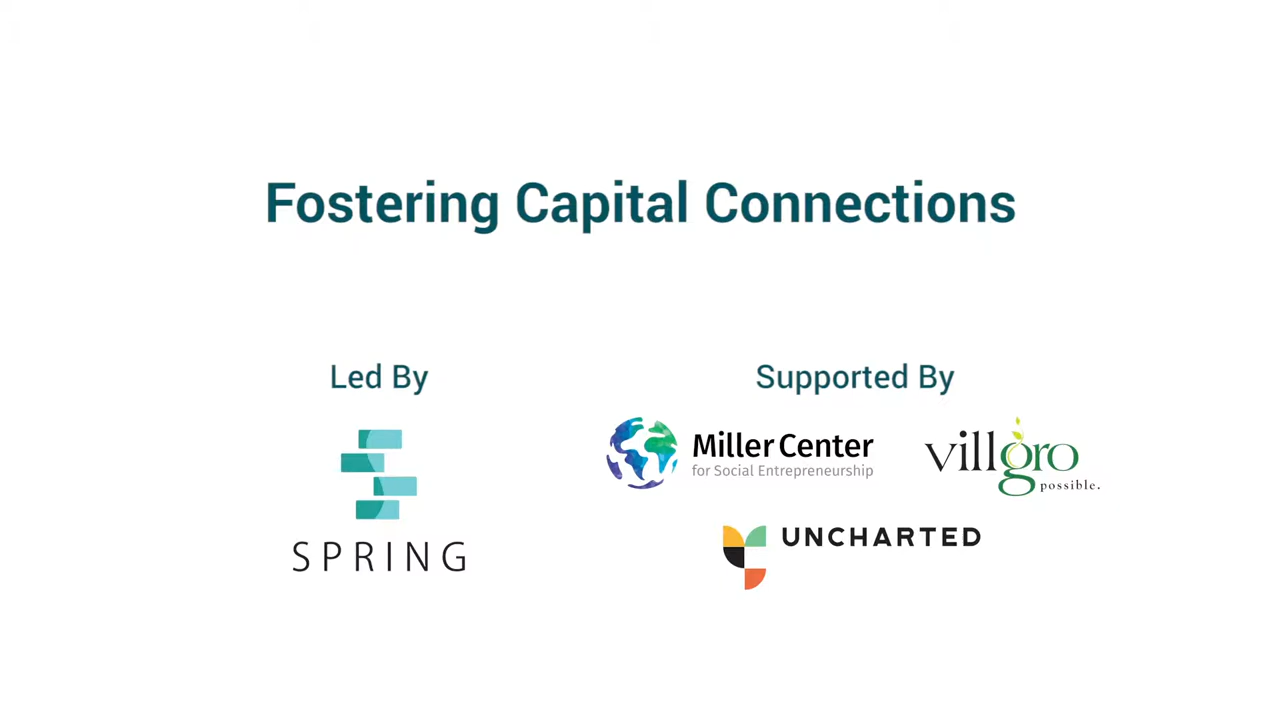 Fostering Capital Connections
Led By
SPRING
Supported By
Miller Center
for Social Entrepreneurship
villgro
possible.
UNCHARTED